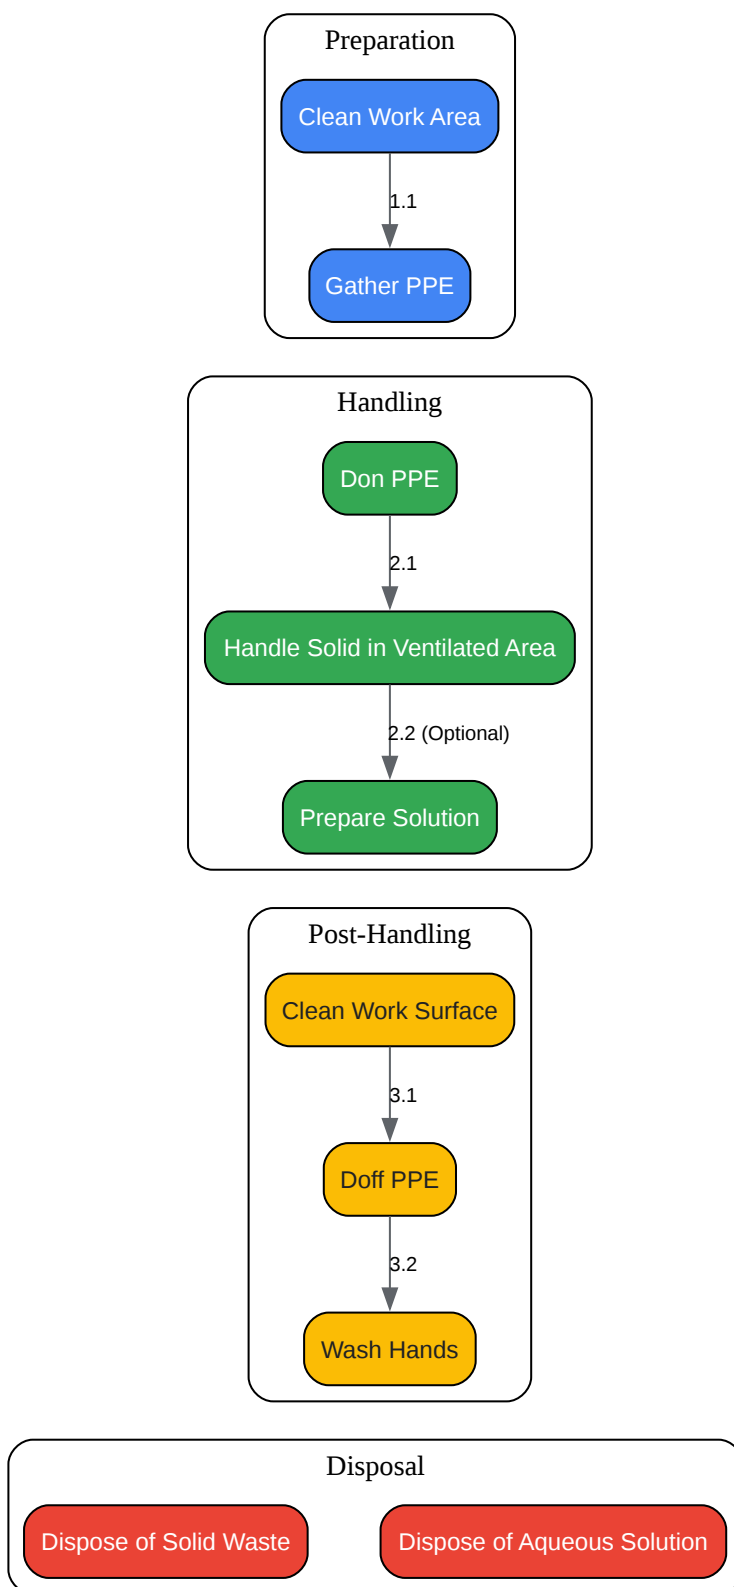 Preparation
Clean Work Area
1.1
Gather PPE
Handling
Don PPE
2.1
Handle Solid in Ventilated Area
2.2 (Optional)
Prepare Solution
Post-Handling
Clean Work Surface
3.1
Doff PPE
3.2
Wash Hands
Disposal
Dispose of Solid Waste
Dispose of Aqueous Solution